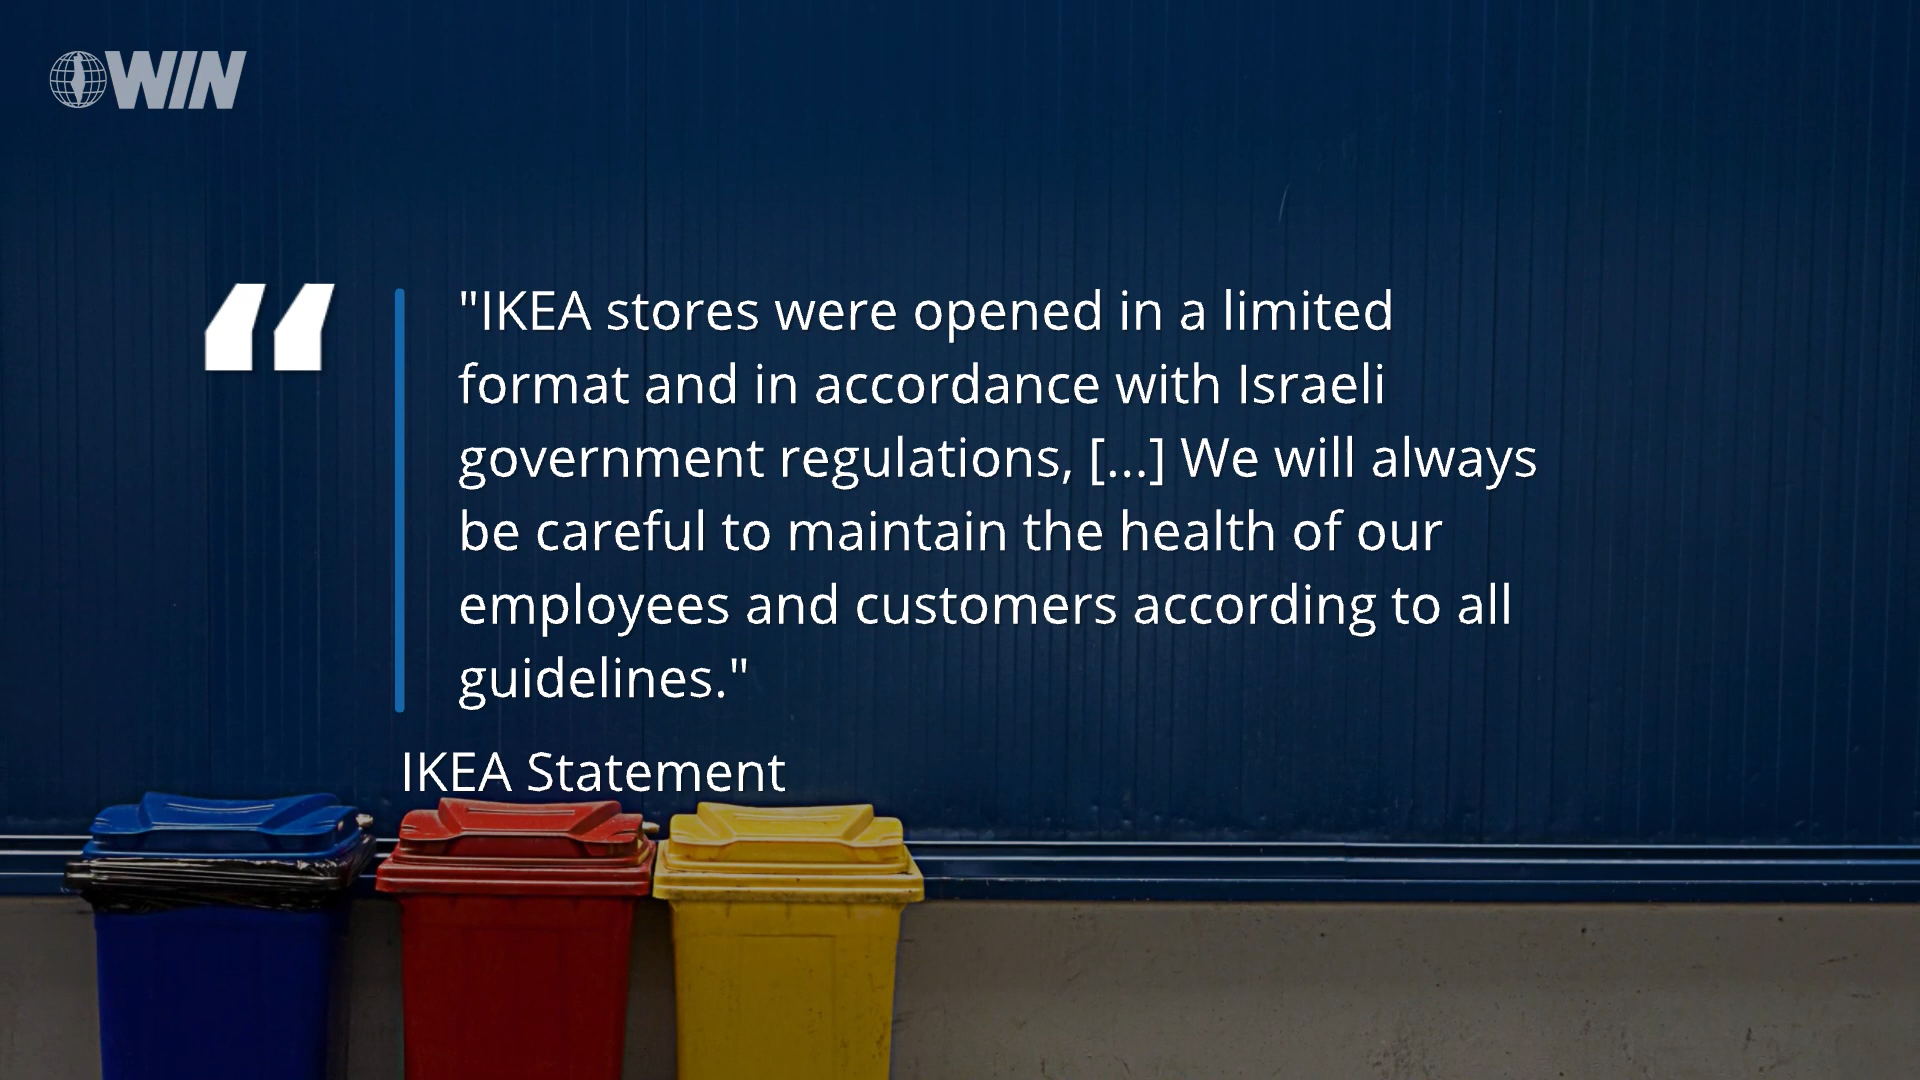 WIN
"IKEA stores were opened in a limited
format and in accordance with Israeli
government regulations, [...] We will always
be careful to maintain the health of our
employees and customers according to all
guidelines."
IKEA Statement